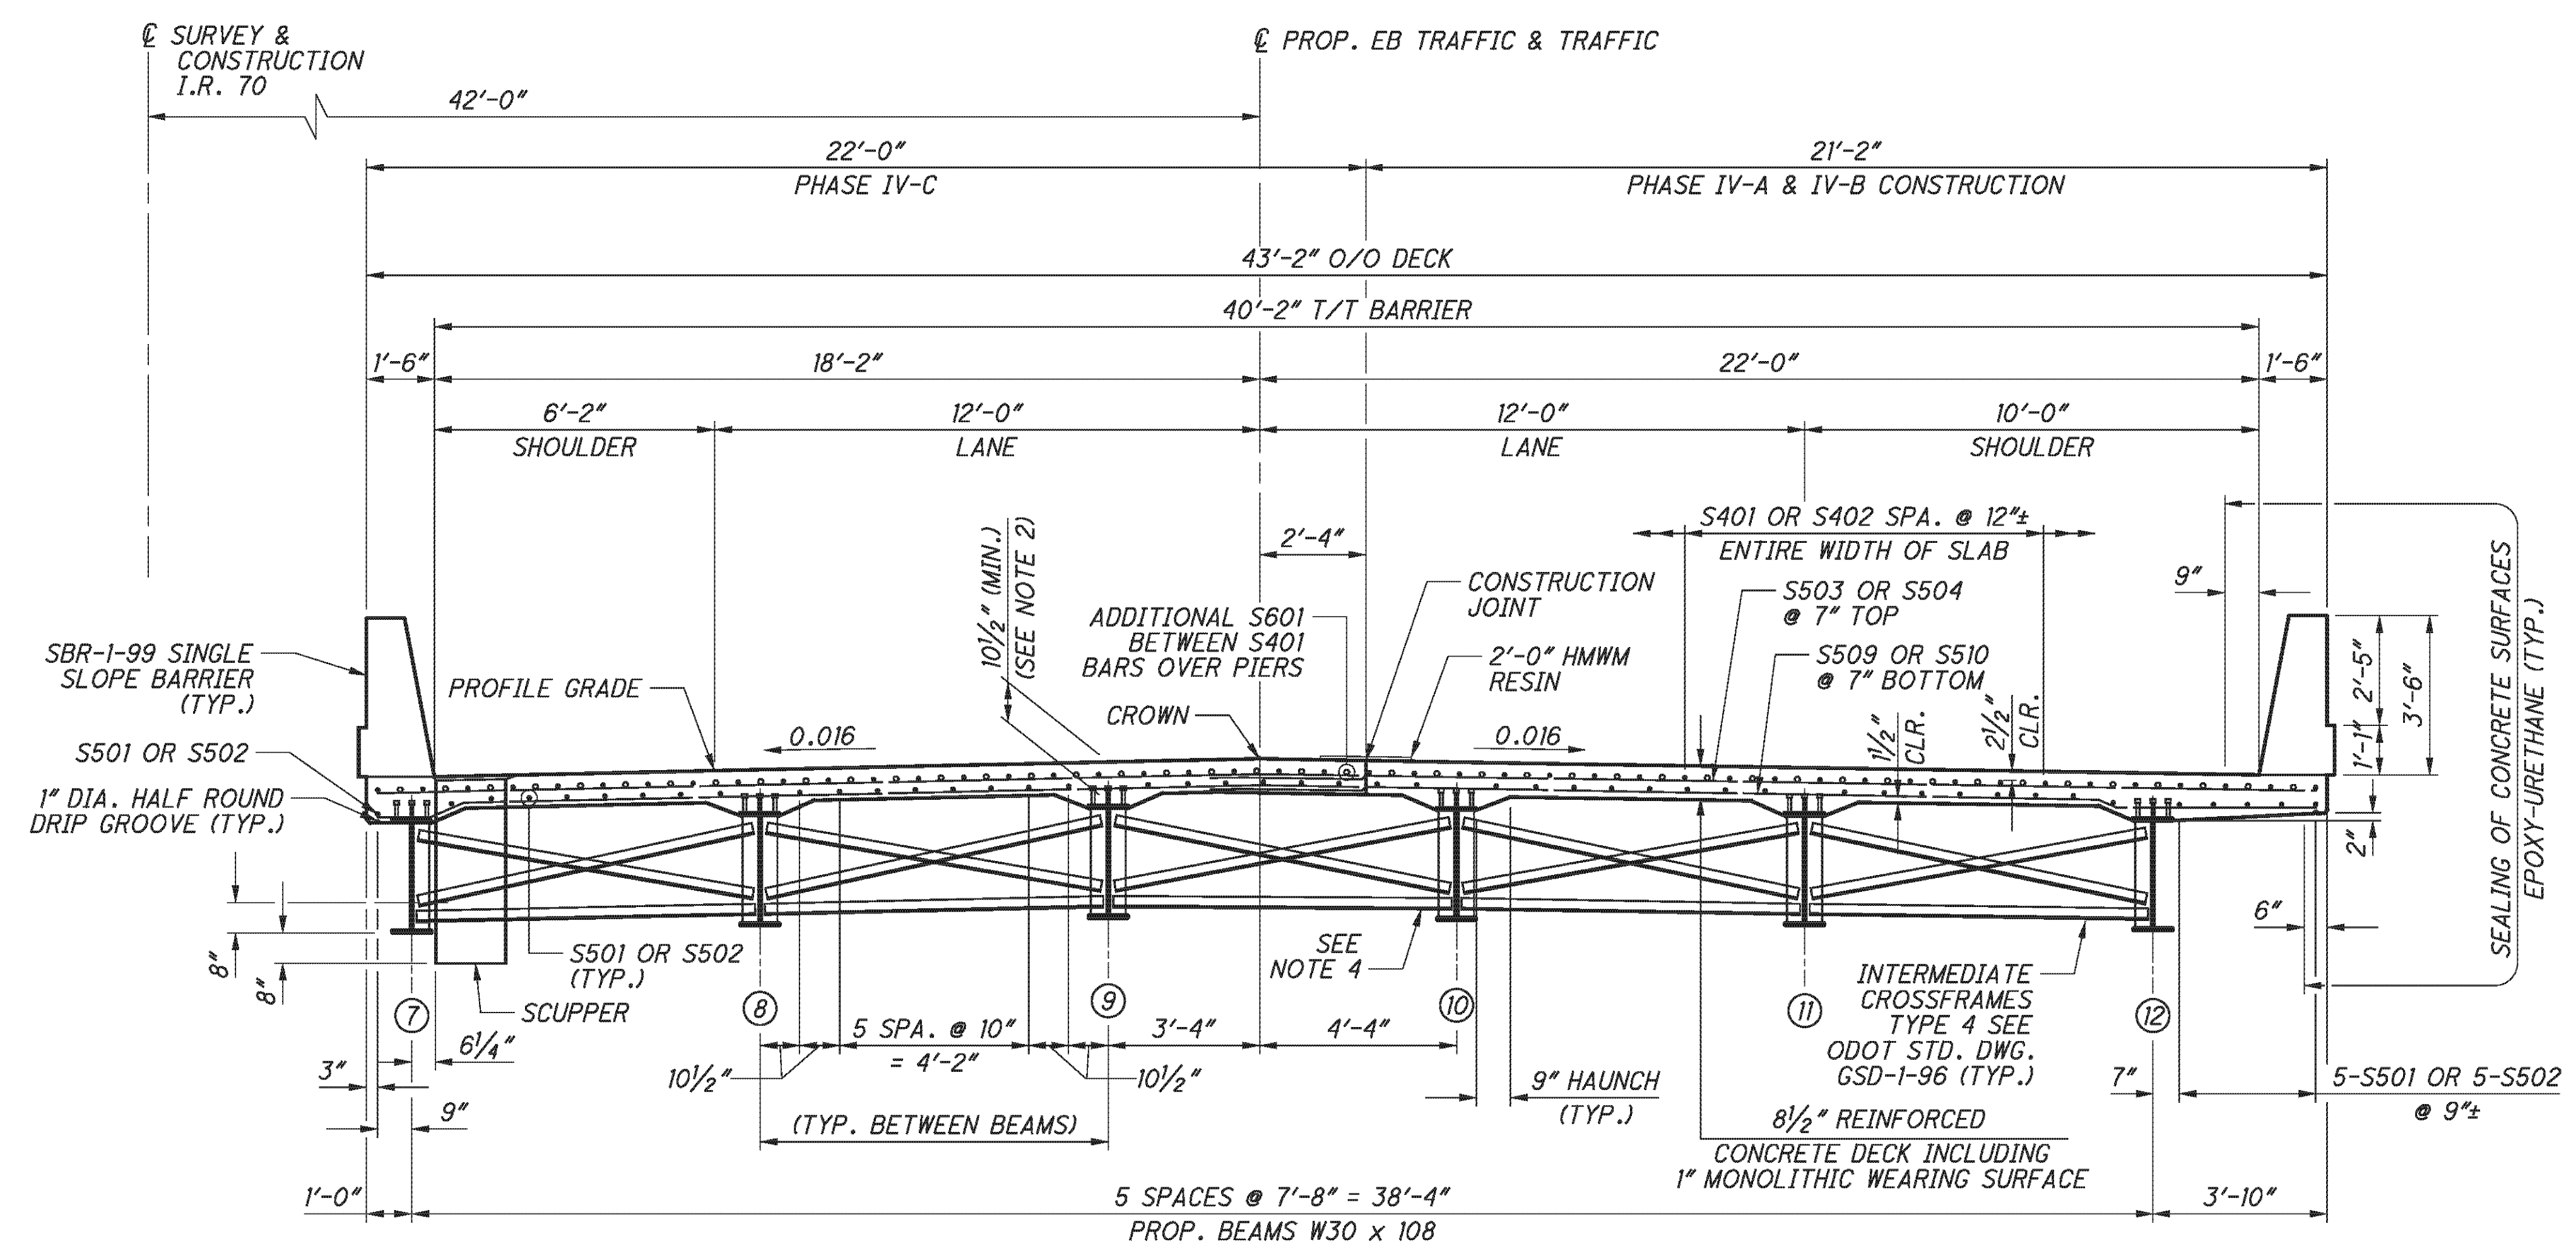 ℄ SURVEY &
CONSTRUCTION
I.R. 70
℄ PROP. EB TRAFFIC & TRAFFIC
42'-0"
22'-0"
PHASE IV-C
21'-2"
PHASE IV-A & IV-B CONSTRUCTION
43'-2" O/O DECK
40'-2" T/T BARRIER
1'-6"
18'-2"
22'-0"
1'-6"
6'-2"
SHOULDER
12'-0"
LANE
12'-0"
LANE
10'-0"
SHOULDER
10½" (MIN.)
(SEE NOTE 2)
2'-4"
S401 OR S402 SPA. @ 12"±
ENTIRE WIDTH OF SLAB
9"
CONSTRUCTION
JOINT
S503 OR S504
@ 7" TOP
ADDITIONAL S601
BETWEEN S401
BARS OVER PIERS
2'-0" HMWM
RESIN
S509 OR S510
@ 7" BOTTOM
SBR-1-99 SINGLE
SLOPE BARRIER
(TYP.)
PROFILE GRADE
CROWN
0.016
0.016
1½"
CLR.
2½"
CLR.
2'-5"
1'-1"
3'-6"
2"
SEALING OF CONCRETE SURFACES
EPOXY-URETHANE (TYP.)
S501 OR S502
1" DIA. HALF ROUND
DRIP GROOVE (TYP.)
8"
8"
S501 OR S502
(TYP.)
SCUPPER
SEE
NOTE 4
6"
INTERMEDIATE
CROSSFRAMES
TYPE 4 SEE
ODOT STD. DWG.
GSD-1-96 (TYP.)
7
8
9
10
11
12
6¼"
3"
9"
5 SPA. @ 10"
= 4'-2"
10½"
10½"
3'-4"
4'-4"
(TYP. BETWEEN BEAMS)
9" HAUNCH
(TYP.)
7"
5-S501 OR 5-S502
@ 9"±
8½" REINFORCED
CONCRETE DECK INCLUDING
1" MONOLITHIC WEARING SURFACE
1'-0"
5 SPACES @ 7'-8" = 38'-4"
PROP. BEAMS W30 x 108
3'-10"